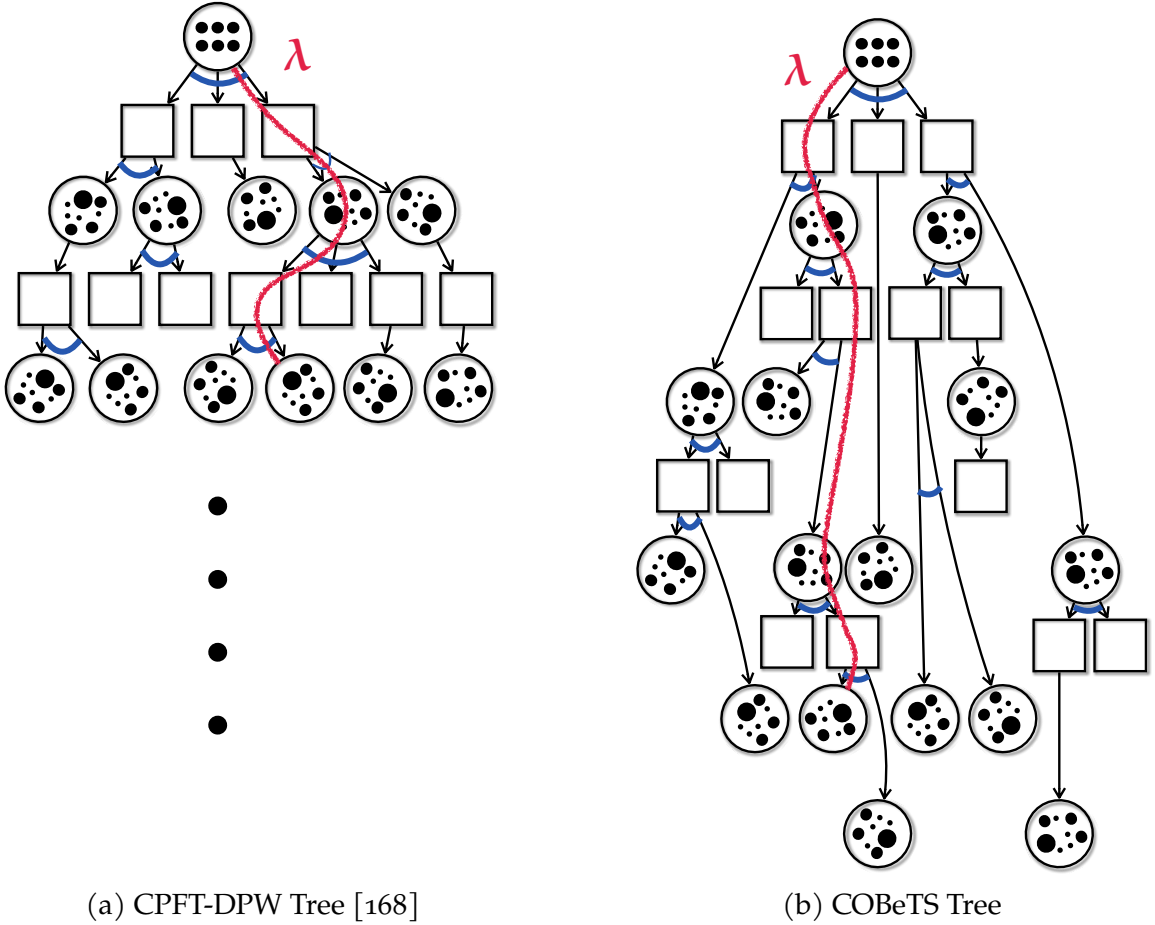 λ
λ
(a) CPFT-DPW Tree [168]
(b) COBeTS Tree